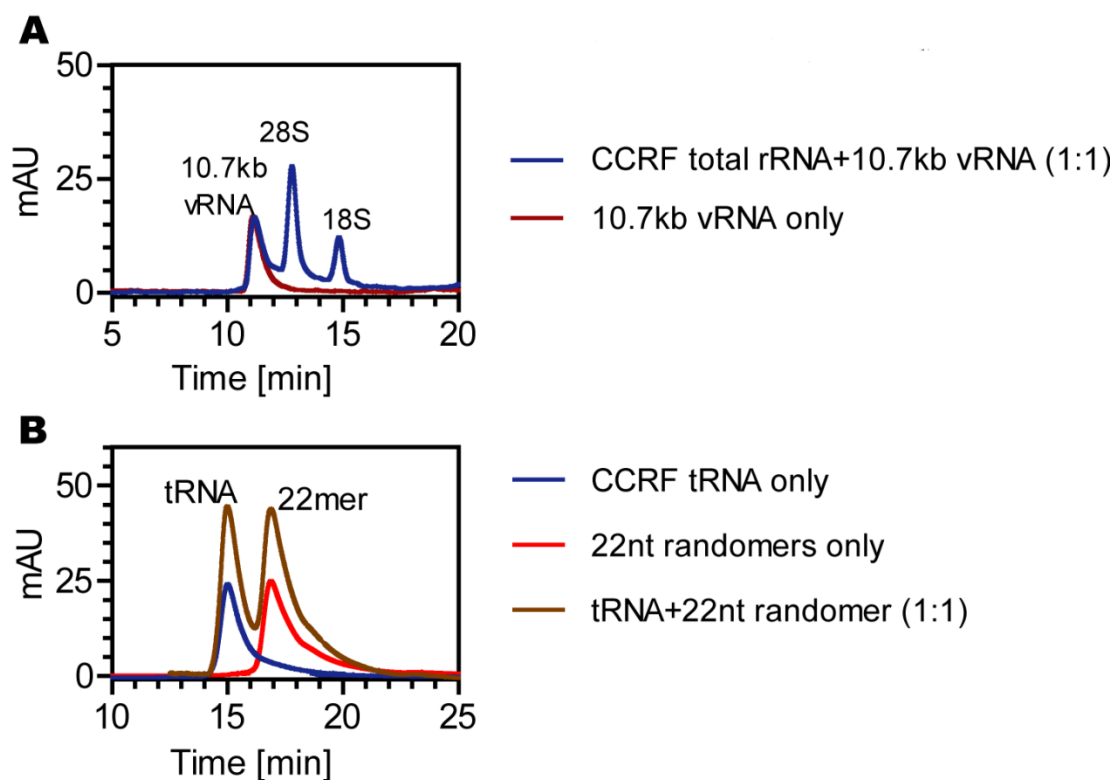 A
50
25
0
mAU
10.7kb
vRNA
28S
18S
5
10
15
20
Time [min]
CCRF total rRNA+10.7kb vRNA (1:1)
10.7kb vRNA only
B
50
25
0
mAU
tRNA
22mer
10
15
20
25
Time [min]
CCRF tRNA only
22nt randomers only
tRNA+22nt randomer (1:1)